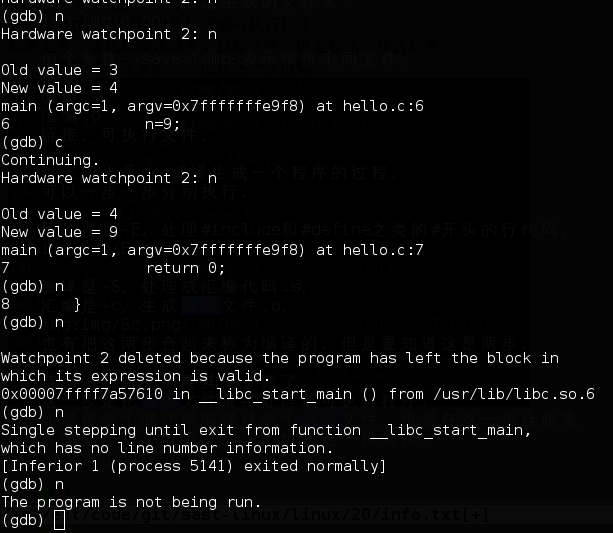 Hardware watchpoint 2: n
(gdb) n
Hardware watchpoint 2: n
Old value = 3
New value = 4
main (argc=1, argv=0x7fffffffe9f8) at hello.c:6
6 n=9;
(gdb) c
Continuing.
Hardware watchpoint 2: n
Old value = 4
New value = 9
main (argc=1, argv=0x7fffffffe9f8) at hello.c:7
7 return 0;
(gdb) n
8 }
(gdb) n
Watchpoint 2 deleted because the program has left the block in
which its expression is valid.
0x00007ffff7a57610 in __libc_start_main () from /usr/lib/libc.so.6
(gdb) n
Single stepping until exit from function __libc_start_main,
which has no line number information.
[Inferior 1 (process 5141) exited normally]
(gdb) n
The program is not being run.
(gdb)